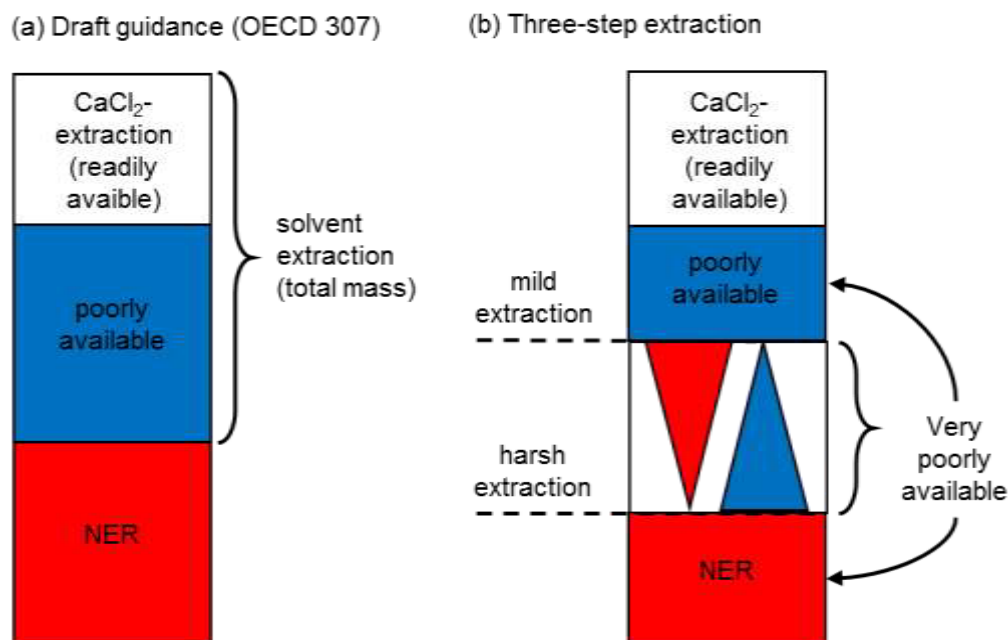 (a) Draft guidance (OECD 307)
CaCl₂-
extraction
(readily
avaible)
poorly
available
NER
solvent
extraction
(total mass)
(b) Three-step extraction
CaCl₂-
extraction
(readily
available)
poorly
available
mild
extraction
harsh
extraction
Very
poorly
available
NER